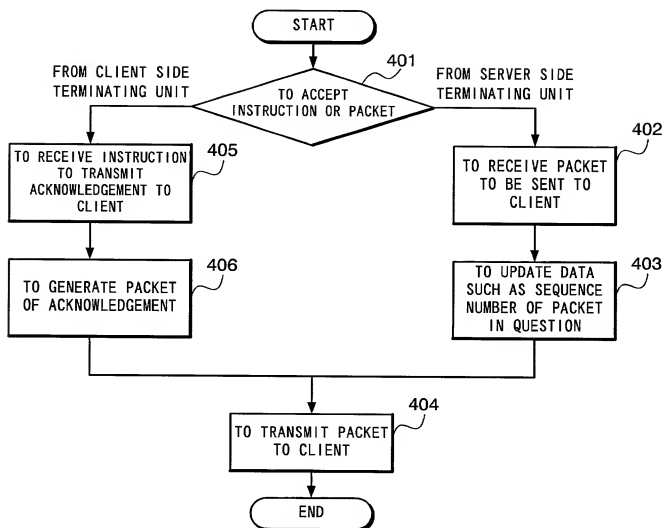 START
401
FROM CLIENT SIDE
TERMINATING UNIT
TO ACCEPT
INSTRUCTION OR PACKET
FROM SERVER SIDE
TERMINATING UNIT
405
TO RECEIVE INSTRUCTION
TO TRANSMIT
ACKNOWLEDGEMENT TO
CLIENT
402
TO RECEIVE PACKET
TO BE SENT TO
CLIENT
406
TO GENERATE PACKET
OF ACKNOWLEDGEMENT
403
TO UPDATE DATA
SUCH AS SEQUENCE
NUMBER OF PACKET
IN QUESTION
404
TO TRANSMIT PACKET
TO CLIENT
END